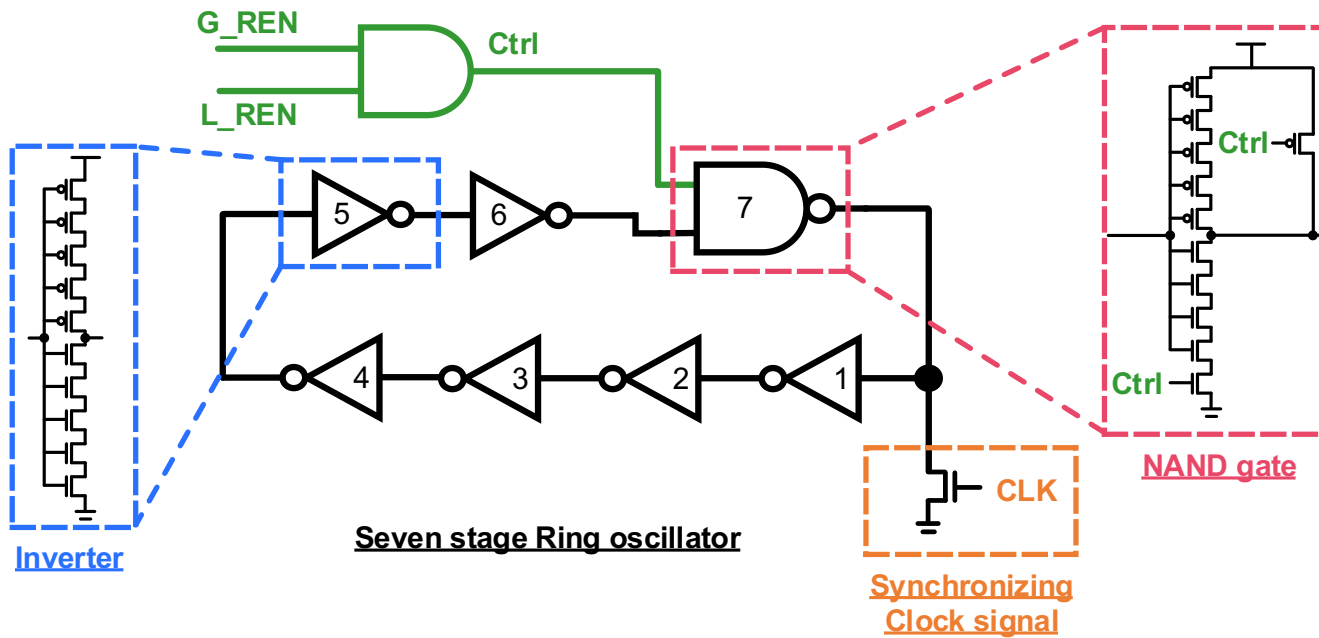 G_REN
Ctrl
L_REN
Ctrl
5
6
7
4
3
2
1
Ctrl
CLK
NAND gate
Seven stage Ring oscillator
Inverter
Synchronizing
Clock signal